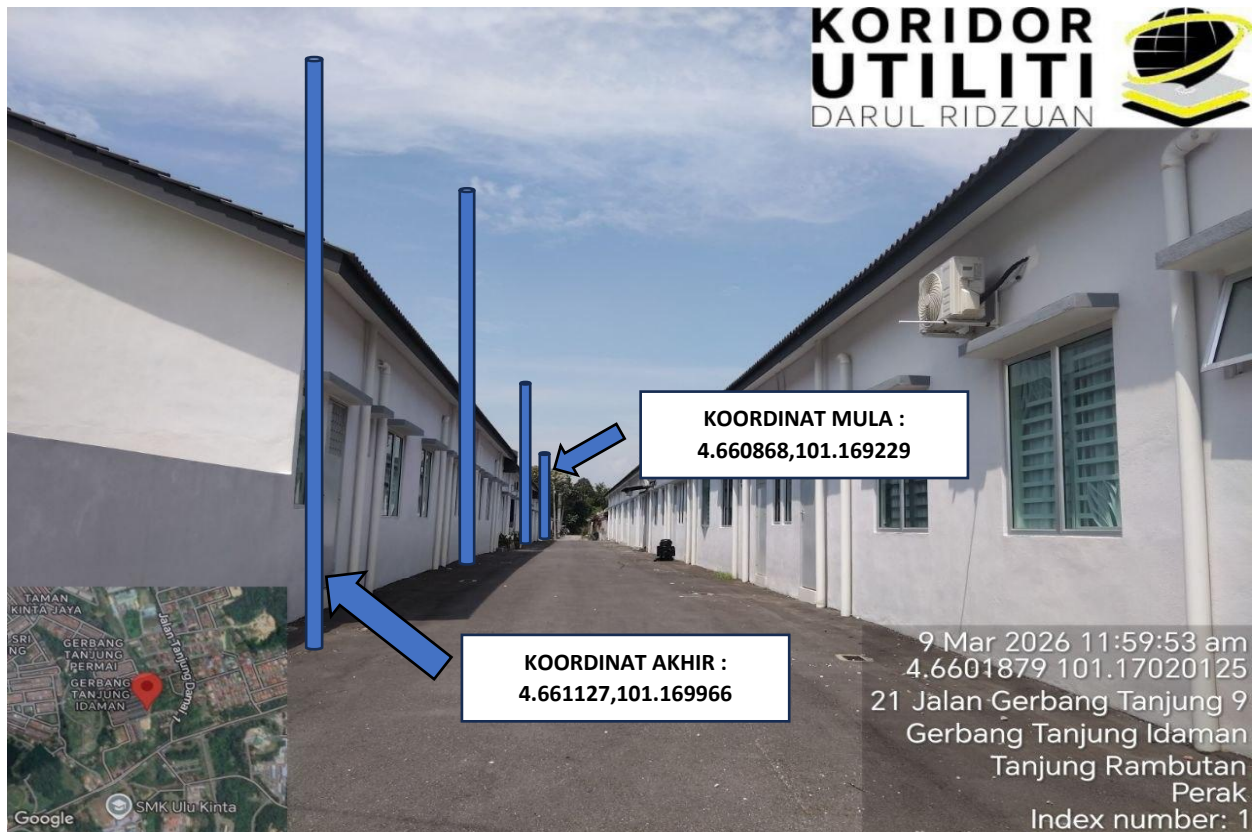 KORIDOR
UTILITI
DARUL RIDZUAN
KOORDINAT MULA :
4.660868,101.169229
KOORDINAT AKHIR :
4.661127,101.169966
TAMAN
KINTA JAYA
SRI
NG
GERBANG
TANJUNG
PERMAI
GERBANG
TANJUNG
IDAMAN
Jalan Tanjung Damai 1
SMK Ulu Kinta
Google
9 Mar 2026 11:59:53 am
4.6601879 101.17020125
21 Jalan Gerbang Tanjung 9
Gerbang Tanjung Idaman
Tanjung Rambutan
Perak
Index number: 1